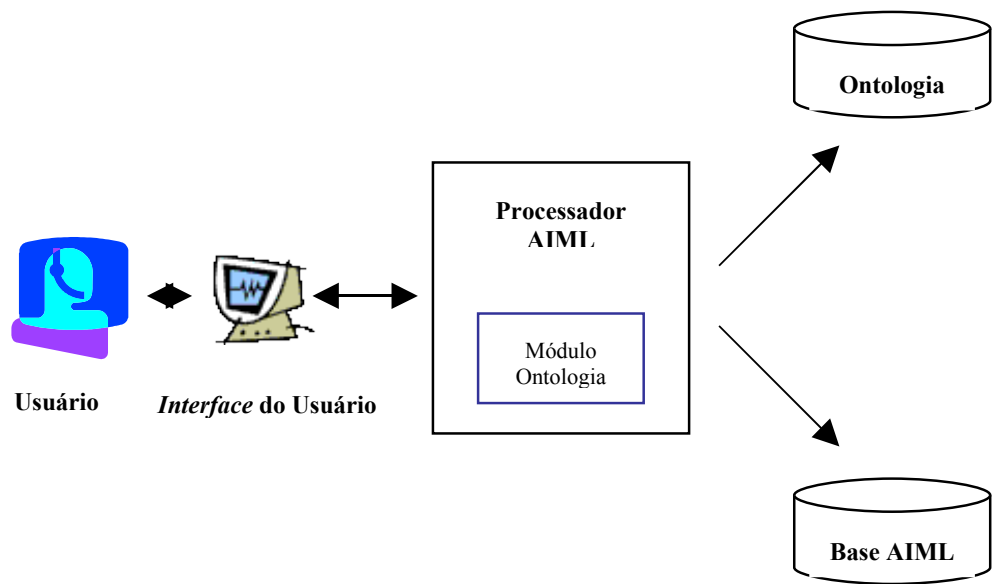 Ontologia
Processador
AIML
Módulo
Ontologia
Usuário
Interface do Usuário
Base AIML